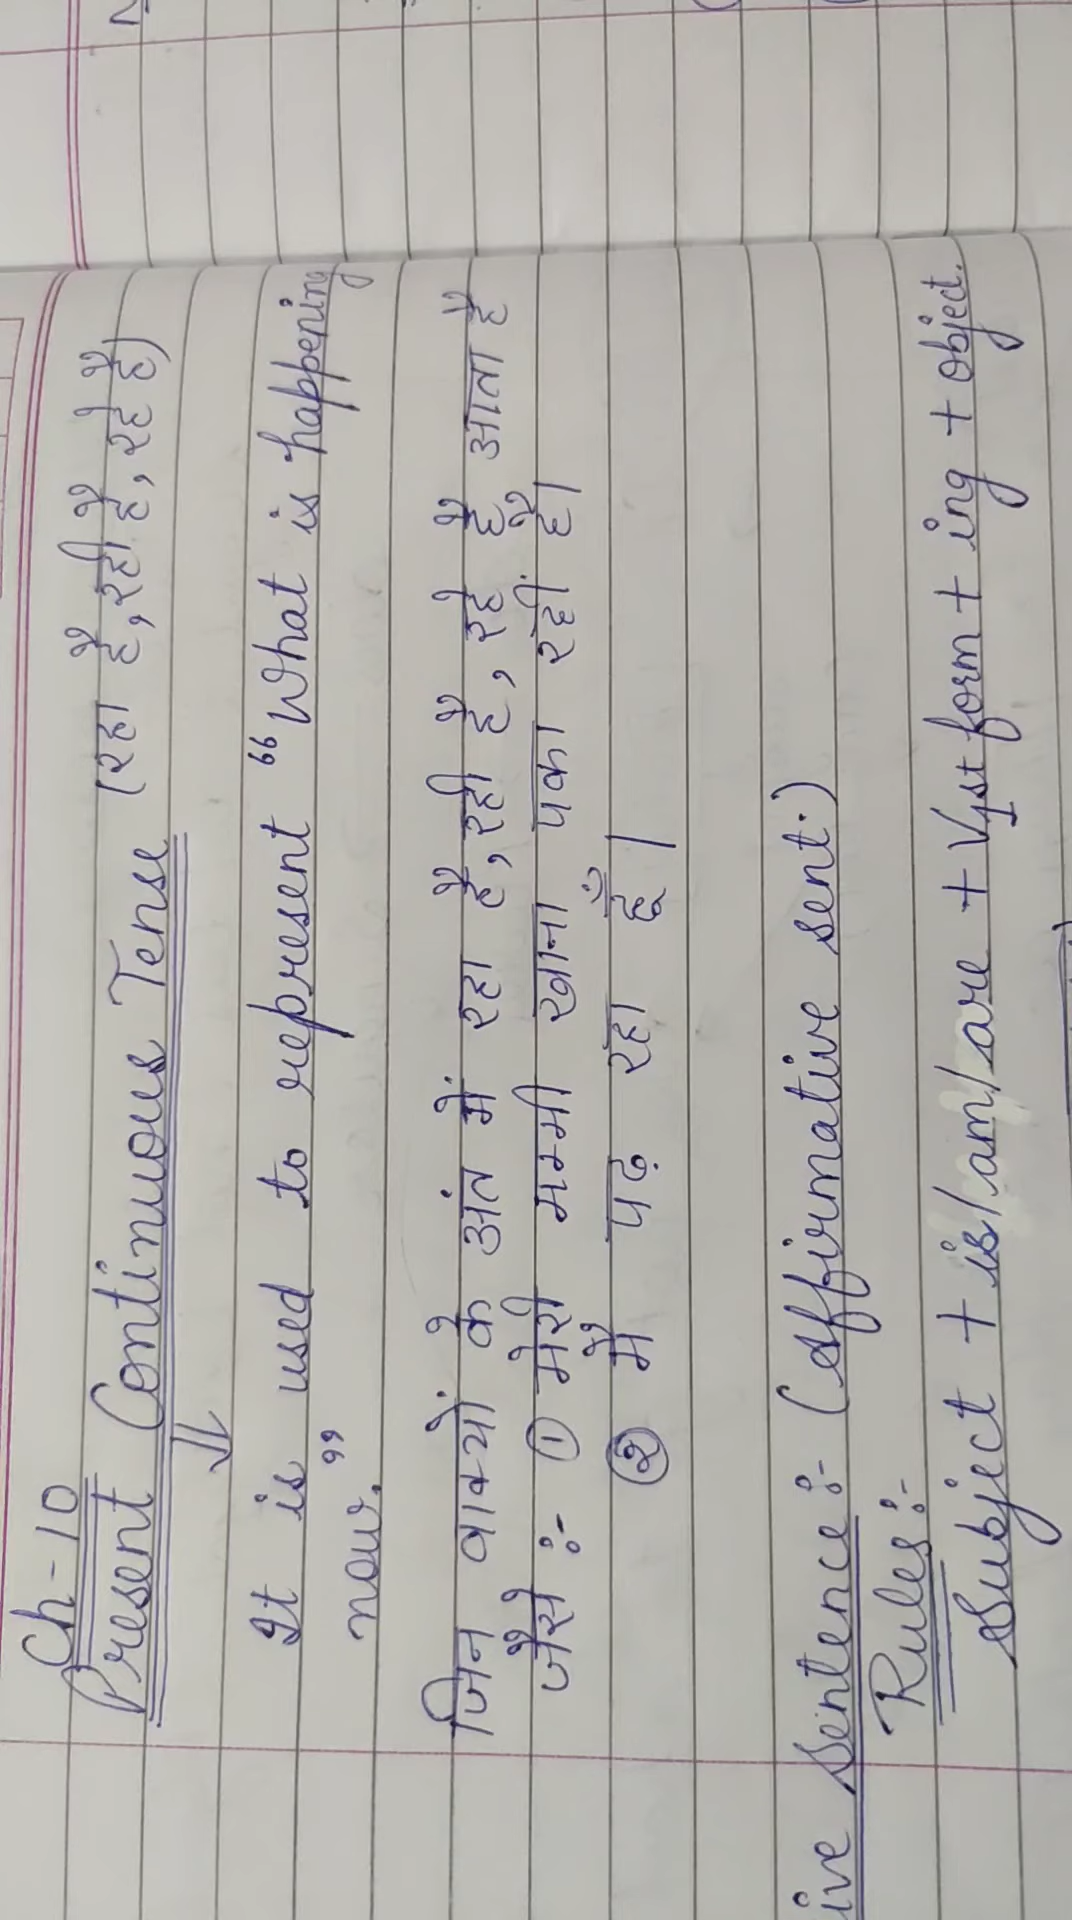 Ch-10
Present Continuous Tense (रहा है, रही है, रहे है)
It is used to represent “What is happening
now.”
जिन वाक्यों के अंत में रहा है, रही है, रहे है आता है
जैसे :- ① मेरी मम्मी खाना पका रहीं है।
② मैं पढ़ रहा हूँ।
ive sentence :- (Affirmative sent.)
Rules :-
Subject + is/am/are + V1st form + ing + object.